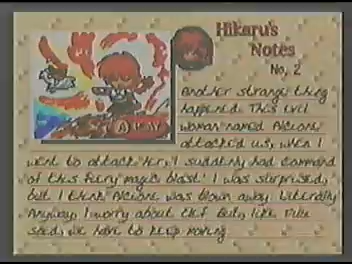 Hikaru's
Notes
No, 2
another strange thing
happened. This evil
woman named Alcione
attacked us, when I
went to attack her, I suddenly had command
of this fiery magic blast! I was surprised,
but I think Alcione was blown away. Literally!
Anyway, I worry about Clef. But, like Fuu
said, we have to keep moving.